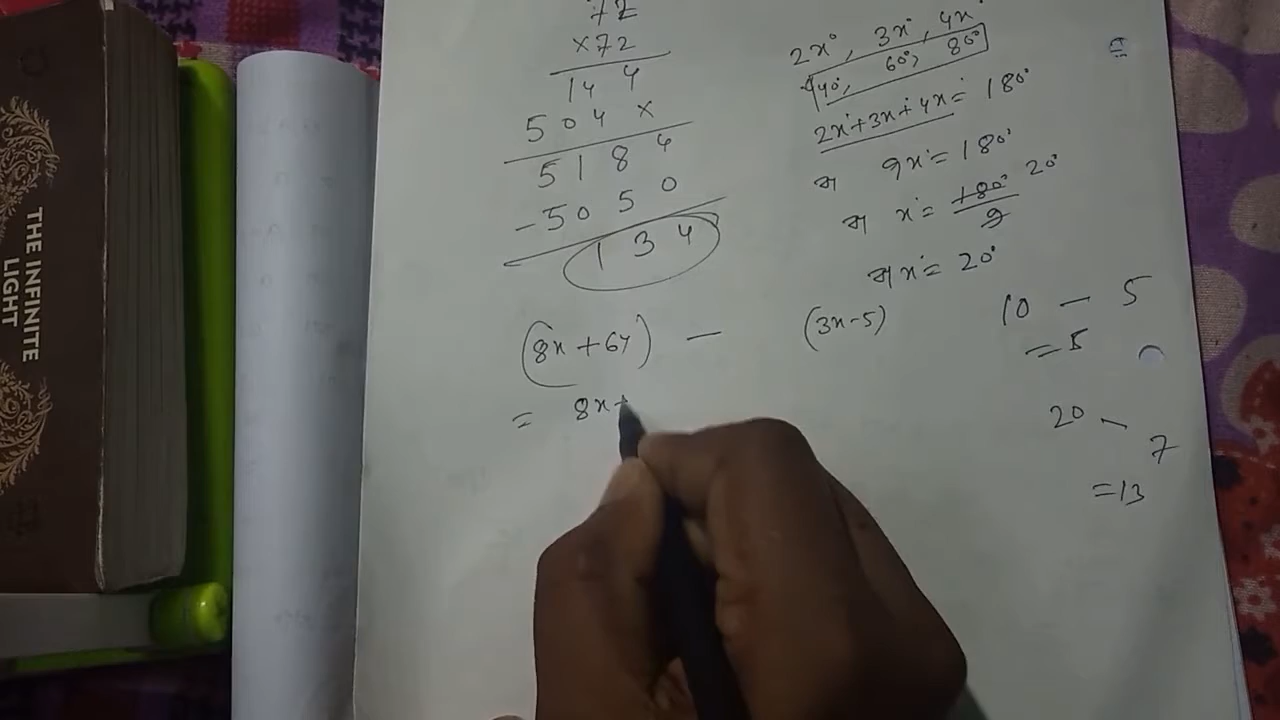 THE INFINITE
LIGHT
72
×72
144
504×
5184
-5050
134
2x°, 3x°, 4x°
40°, 60°, 80°
2x°+3x+4x° = 180°
বা 9x° = 180°
বা x° = 180°/9 20°
বা x° = 20°
(8x+64) - (3x-5)
= 8x+
10 - 5
= 5
20 -
7
= 13